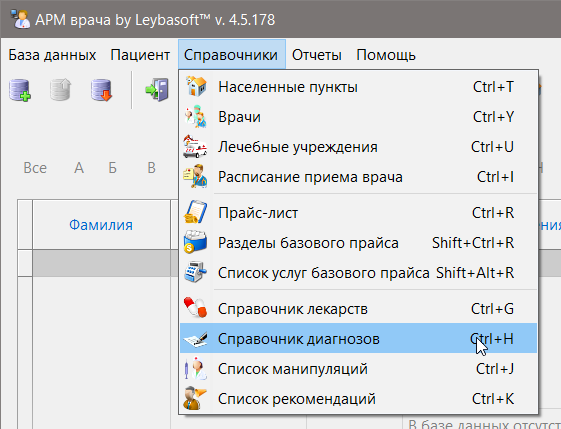 АРМ врача by Leybasoft™ v. 4.5.178
База данных Пациент Справочники Отчеты Помощь
Населенные пункты Ctrl+T
Врачи Ctrl+Y
Лечебные учреждения Ctrl+U
Все А Б В
Расписание приема врача Ctrl+I
Прайс-лист Ctrl+R
Фамилия
Разделы базового прайса Shift+Ctrl+R
Список услуг базового прайса Shift+Alt+R
Справочник лекарств Ctrl+G
Справочник диагнозов Ctrl+H
Список манипуляций Ctrl+J
Список рекомендаций Ctrl+K
В базе данных